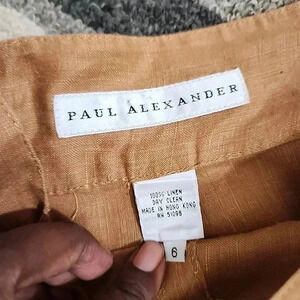 PAUL ALEXANDER
100% LINEN
DRY CLEAN
MADE IN HONG KONG
RN 51098
6